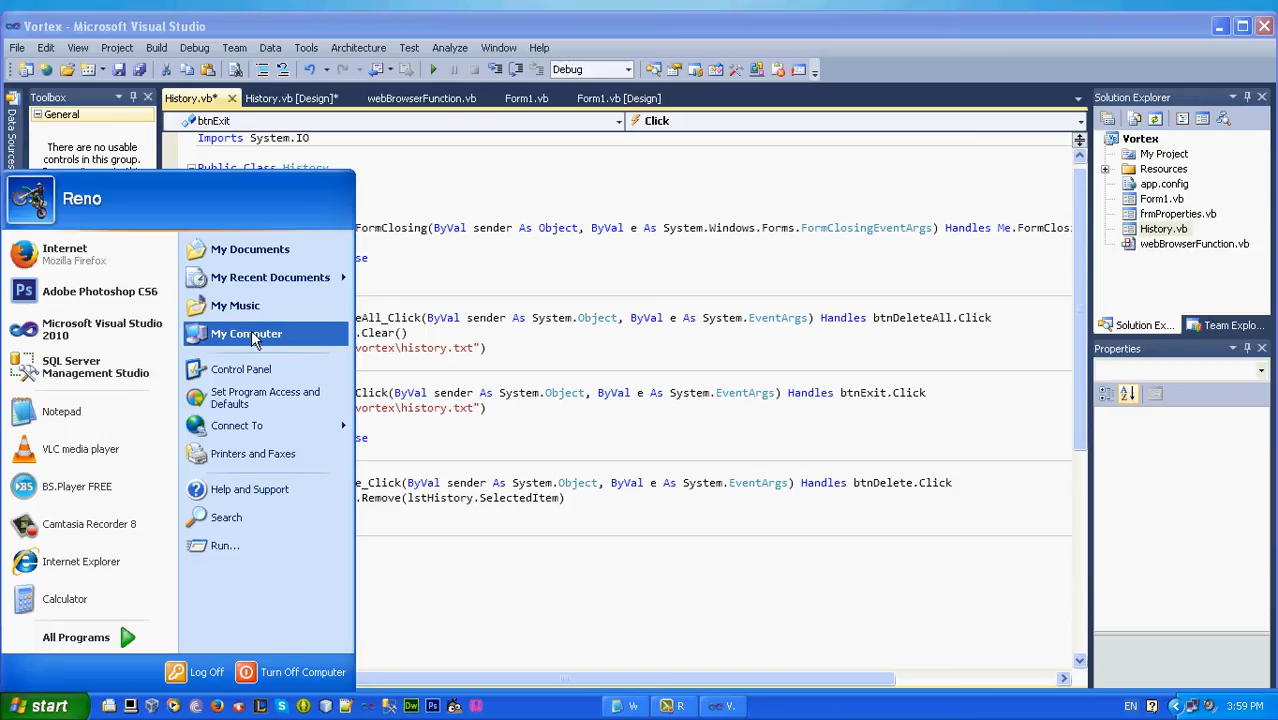 Vortex - Microsoft Visual Studio
File Edit View Project Build Debug Team Data Tools Architecture Test Analyze Window Help
Debug
Data Sources
Toolbox
General
There are no usable
controls in this group.
History.vb* History.vb [Design]* webBrowserFunction.vb Form1.vb Form1.vb [Design]
btnExit Click
Imports System.IO
Public Class History
FormClosing(ByVal sender As Object, ByVal e As System.Windows.Forms.FormClosingEventArgs) Handles Me.FormClos
se
eAll_Click(ByVal sender As System.Object, ByVal e As System.EventArgs) Handles btnDeleteAll.Click
.Clear()
vortex\history.txt")
Click(ByVal sender As System.Object, ByVal e As System.EventArgs) Handles btnExit.Click
vortex\history.txt")
se
e_Click(ByVal sender As System.Object, ByVal e As System.EventArgs) Handles btnDelete.Click
.Remove(lstHistory.SelectedItem)
Solution Explorer
Vortex
My Project
Resources
app.config
Form1.vb
frmProperties.vb
History.vb
webBrowserFunction.vb
Solution Ex... Team Explo...
Properties
Reno
Internet
Mozilla Firefox
Adobe Photoshop CS6
Microsoft Visual Studio
2010
SQL Server
Management Studio
Notepad
VLC media player
BS.Player FREE
Camtasia Recorder 8
Internet Explorer
Calculator
All Programs
My Documents
My Recent Documents
My Music
My Computer
Control Panel
Set Program Access and
Defaults
Connect To
Printers and Faxes
Help and Support
Search
Run...
Log Off Turn Off Computer
start W R V. EN 3:59 PM